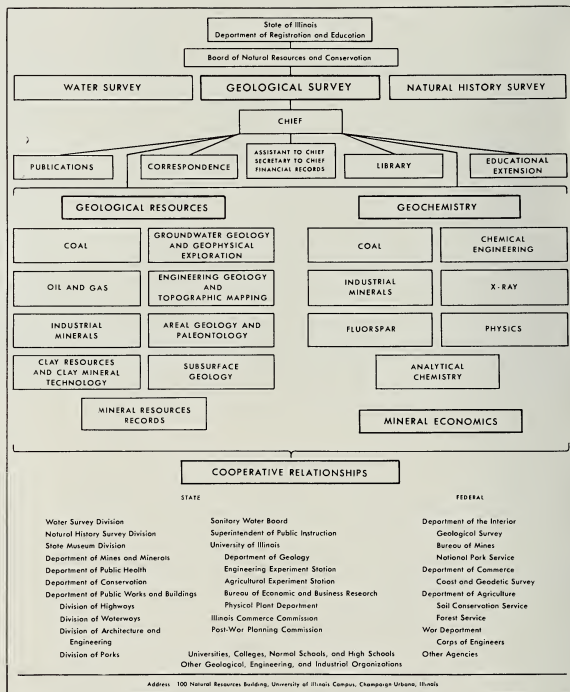 State of Illinois
Department of Registration and Education
Board of Natural Resources and Conservation
WATER SURVEY
GEOLOGICAL SURVEY
NATURAL HISTORY SURVEY
CHIEF
PUBLICATIONS
CORRESPONDENCE
ASSISTANT TO CHIEF
SECRETARY TO CHIEF
FINANCIAL RECORDS
LIBRARY
EDUCATIONAL
EXTENSION
GEOLOGICAL RESOURCES
COAL
GROUNDWATER GEOLOGY
AND GEOPHYSICAL
EXPLORATION
OIL AND GAS
ENGINEERING GEOLOGY
AND
TOPOGRAPHIC MAPPING
INDUSTRIAL
MINERALS
AREAL GEOLOGY AND
PALEONTOLOGY
CLAY RESOURCES
AND CLAY MINERAL
TECHNOLOGY
SUBSURFACE
GEOLOGY
MINERAL RESOURCES
RECORDS
GEOCHEMISTRY
COAL
CHEMICAL
ENGINEERING
INDUSTRIAL
MINERALS
X-RAY
FLUORSPAR
PHYSICS
ANALYTICAL
CHEMISTRY
MINERAL ECONOMICS
COOPERATIVE RELATIONSHIPS
STATE
Water Survey Division
Natural History Survey Division
State Museum Division
Department of Mines and Minerals
Department of Public Health
Department of Conservation
Department of Public Works and Buildings
Division of Highways
Division of Waterways
Division of Architecture and
Engineering
Division of Parks
Sanitary Water Board
Superintendent of Public Instruction
University of Illinois
Department of Geology
Engineering Experiment Station
Agricultural Experiment Station
Bureau of Economic and Business Research
Physical Plant Department
Illinois Commerce Commission
Post-War Planning Commission
Universities, Colleges, Normal Schools, and High Schools
Other Geological, Engineering, and Industrial Organizations
FEDERAL
Department of the Interior
Geological Survey
Bureau of Mines
National Park Service
Department of Commerce
Coast and Geodetic Survey
Department of Agriculture
Soil Conservation Service
Forest Service
War Department
Corps of Engineers
Other Agencies
Address: 100 Natural Resources Building, University of Illinois Campus, Champaign Urbana, Illinois